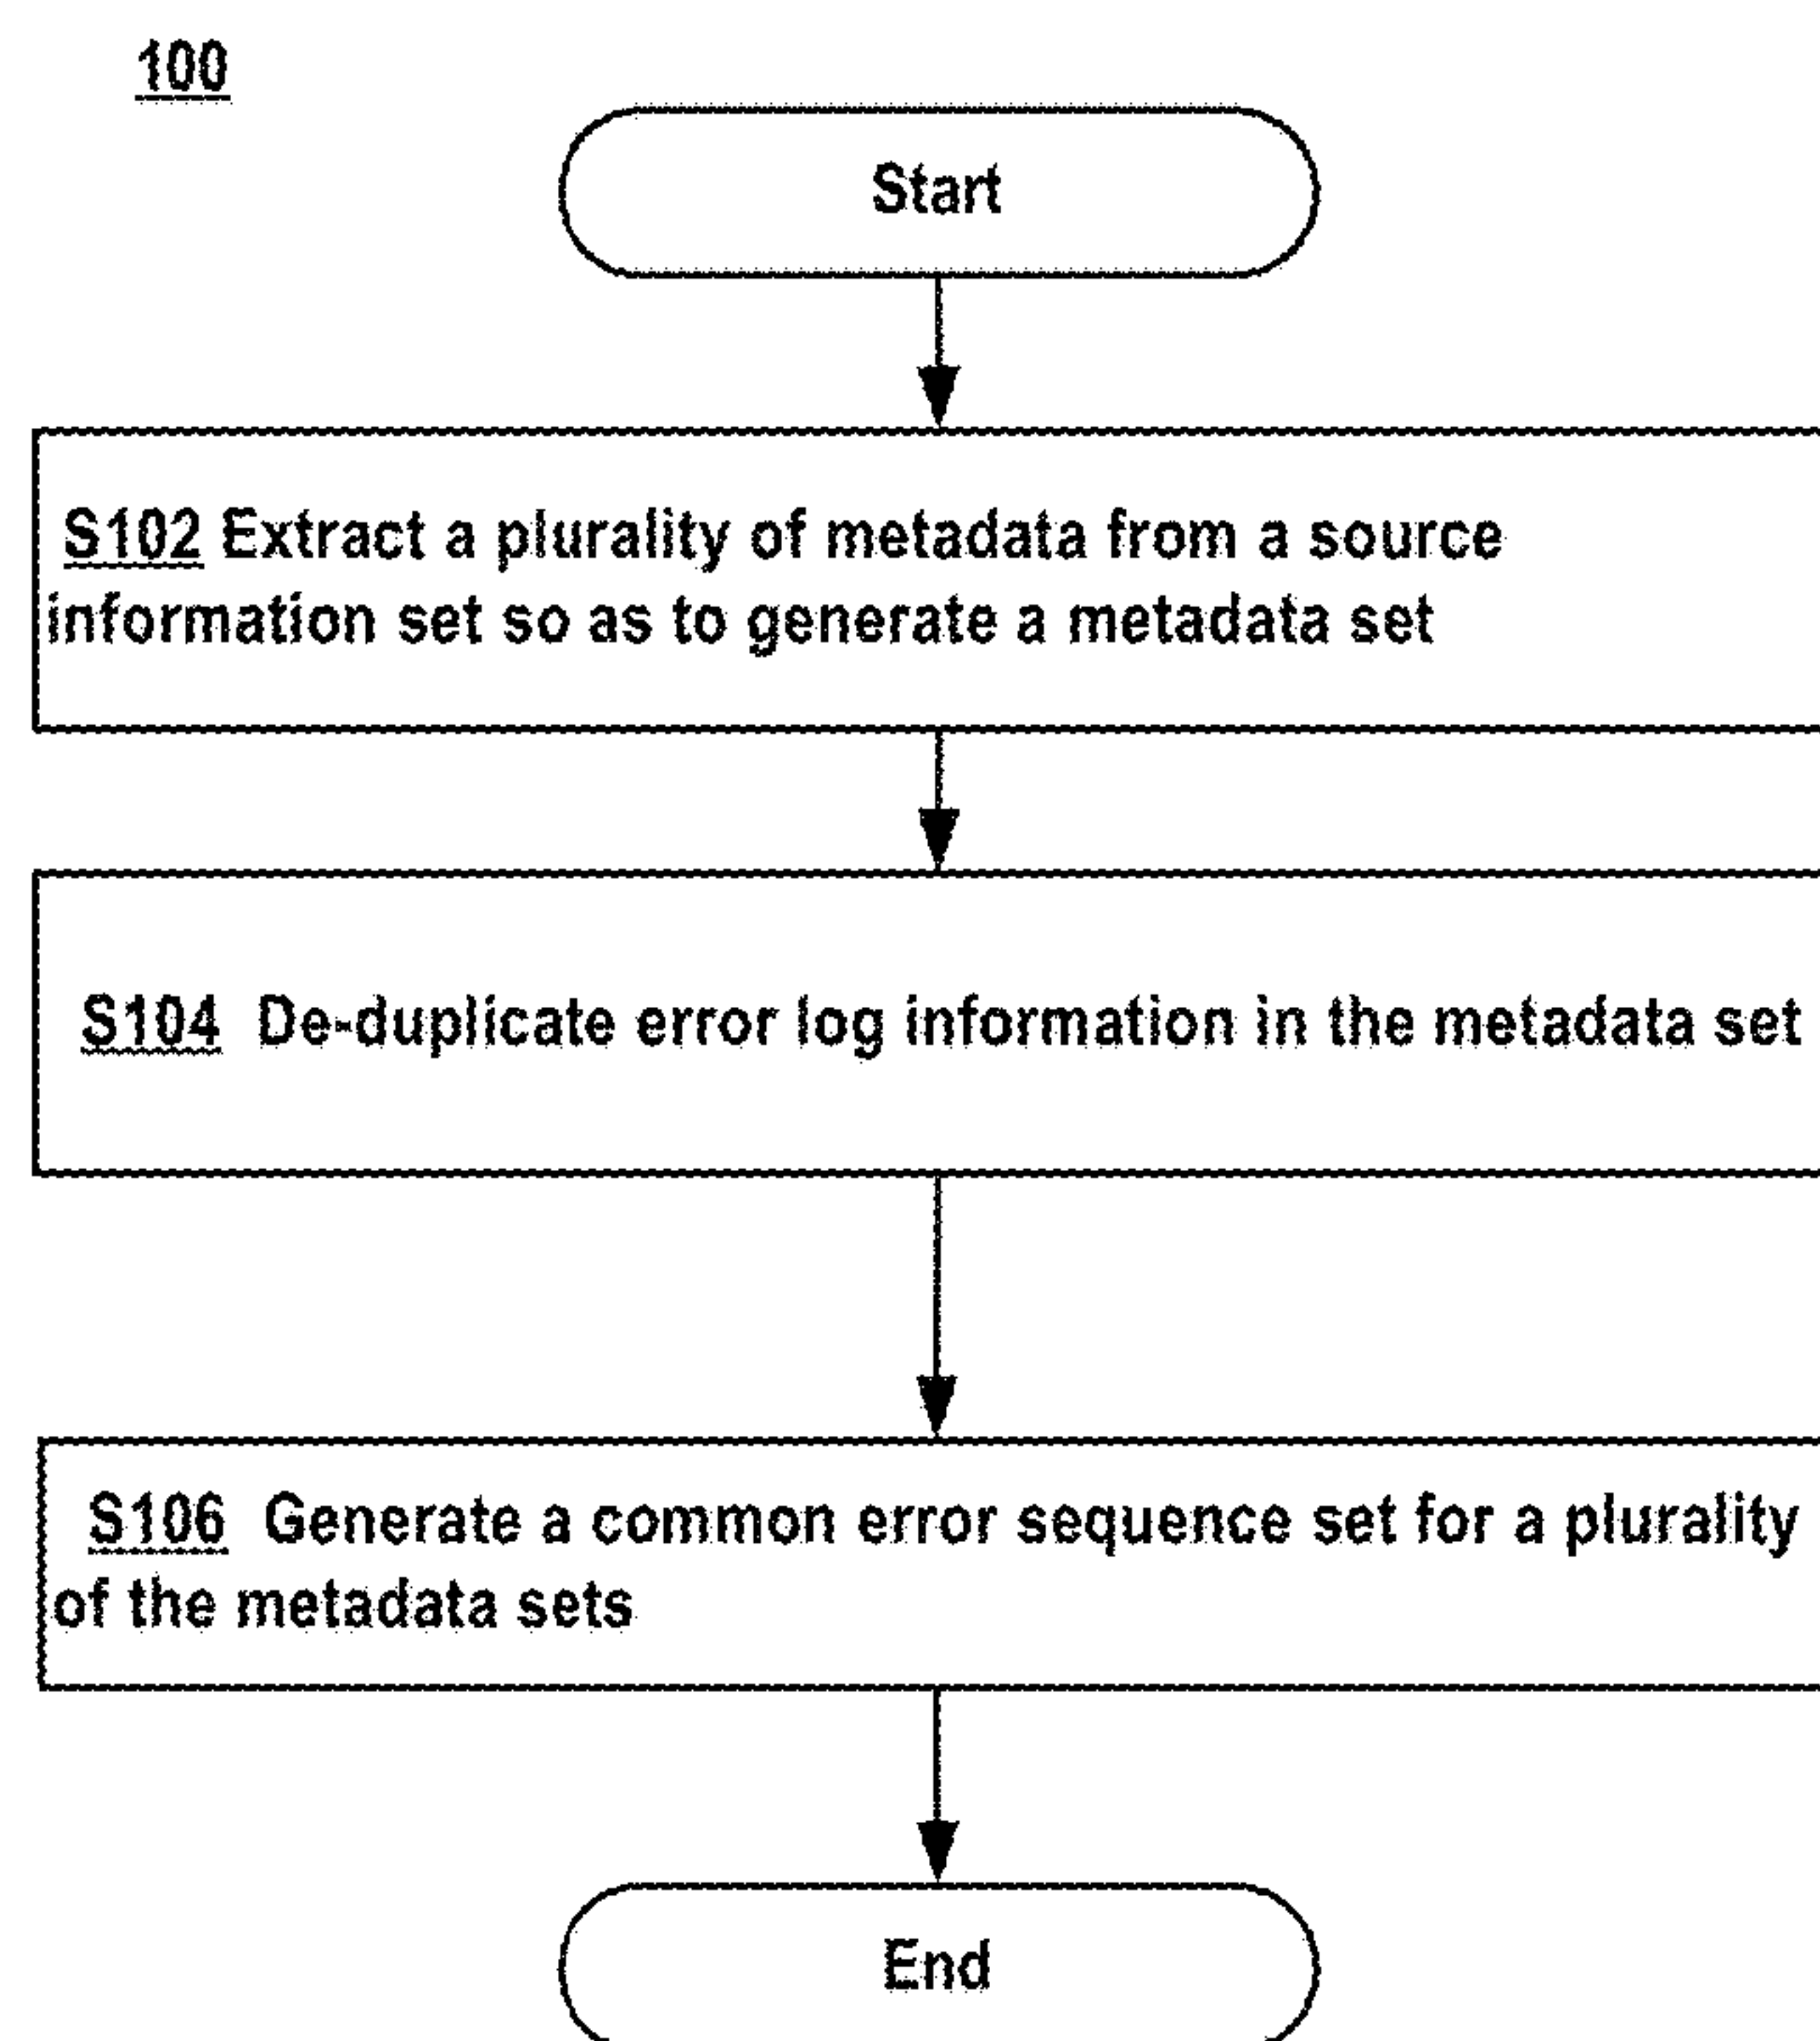 100
Start
S102 Extract a plurality of metadata from a source
information set so as to generate a metadata set
S104 De-duplicate error log information in the metadata set
S106 Generate a common error sequence set for a plurality
of the metadata sets
End